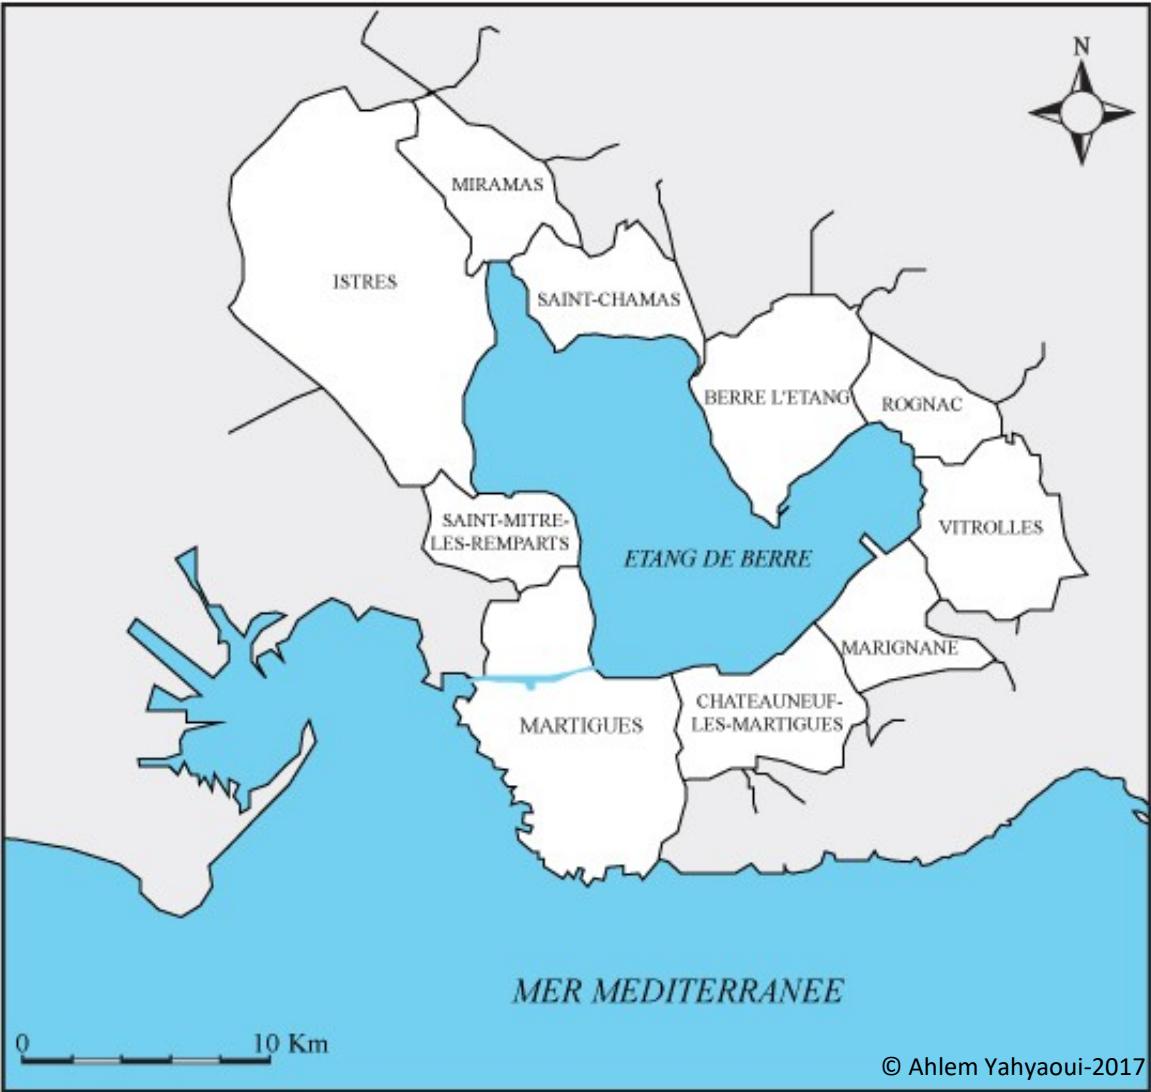 N
MIRAMAS
ISTRES
SAINT-CHAMAS
BERRE L'ETANG
ROGNAC
SAINT-MITRE-
LES-REMPARTS
VITROLLES
ETANG DE BERRE
MARIGNANE
CHATEAUNEUF-
LES-MARTIGUES
MARTIGUES
MER MEDITERRANEE
0 10 Km
© Ahlem Yahyaoui-2017